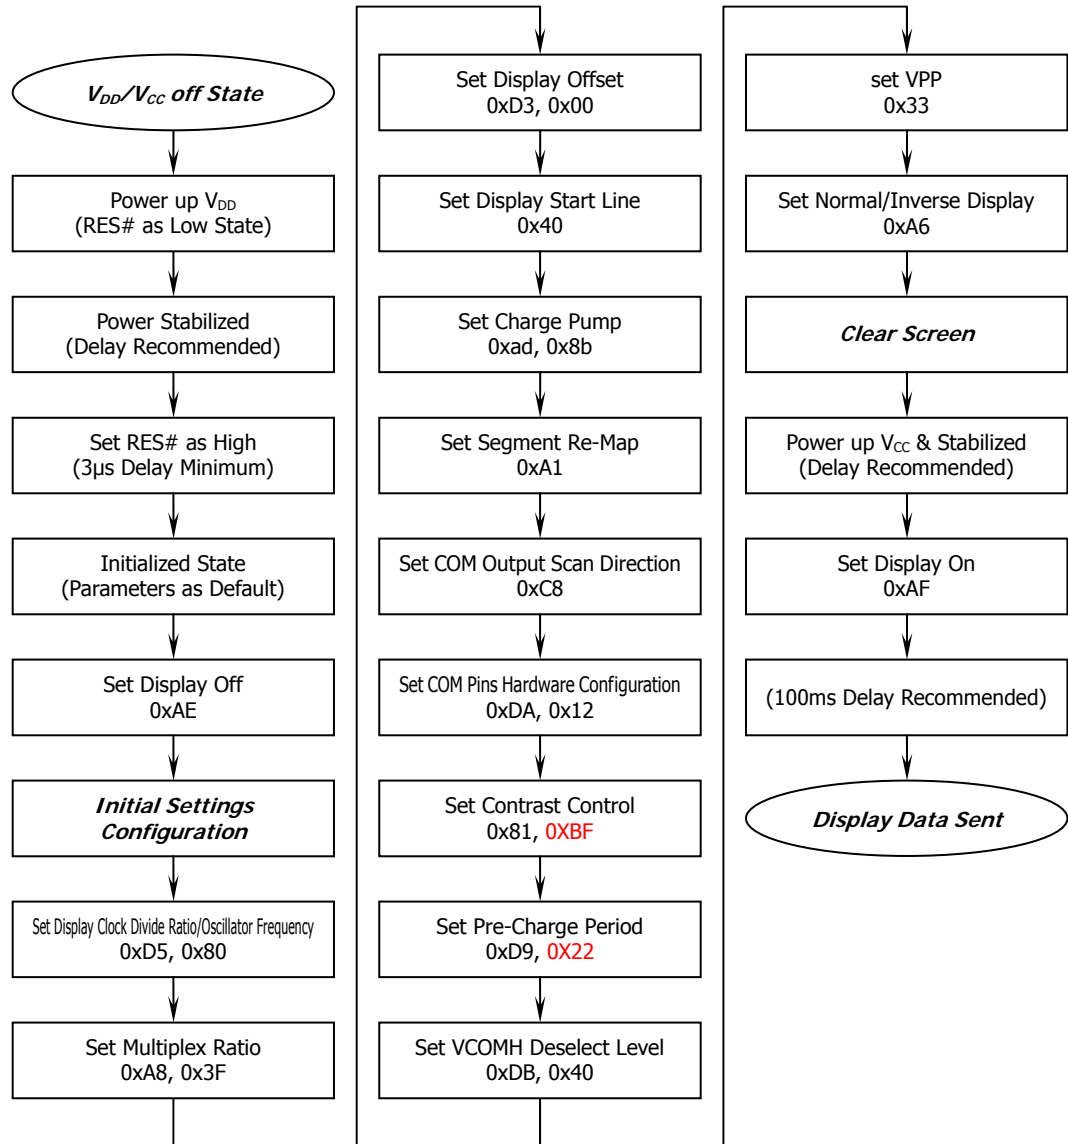 V_DD/V_CC off State
Power up V_DD
(RES# as Low State)
Power Stabilized
(Delay Recommended)
Set RES# as High
(3µs Delay Minimum)
Initialized State
(Parameters as Default)
Set Display Off
0xAE
Initial Settings
Configuration
Set Display Clock Divide Ratio/Oscillator Frequency
0xD5, 0x80
Set Multiplex Ratio
0xA8, 0x3F
Set Display Offset
0xD3, 0x00
Set Display Start Line
0x40
Set Charge Pump
0xad, 0x8b
Set Segment Re-Map
0xA1
Set COM Output Scan Direction
0xC8
Set COM Pins Hardware Configuration
0xDA, 0x12
Set Contrast Control
0x81, 0XBF
Set Pre-Charge Period
0xD9, 0X22
Set VCOMH Deselect Level
0xDB, 0x40
set VPP
0x33
Set Normal/Inverse Display
0xA6
Clear Screen
Power up V_CC & Stabilized
(Delay Recommended)
Set Display On
0xAF
(100ms Delay Recommended)
Display Data Sent